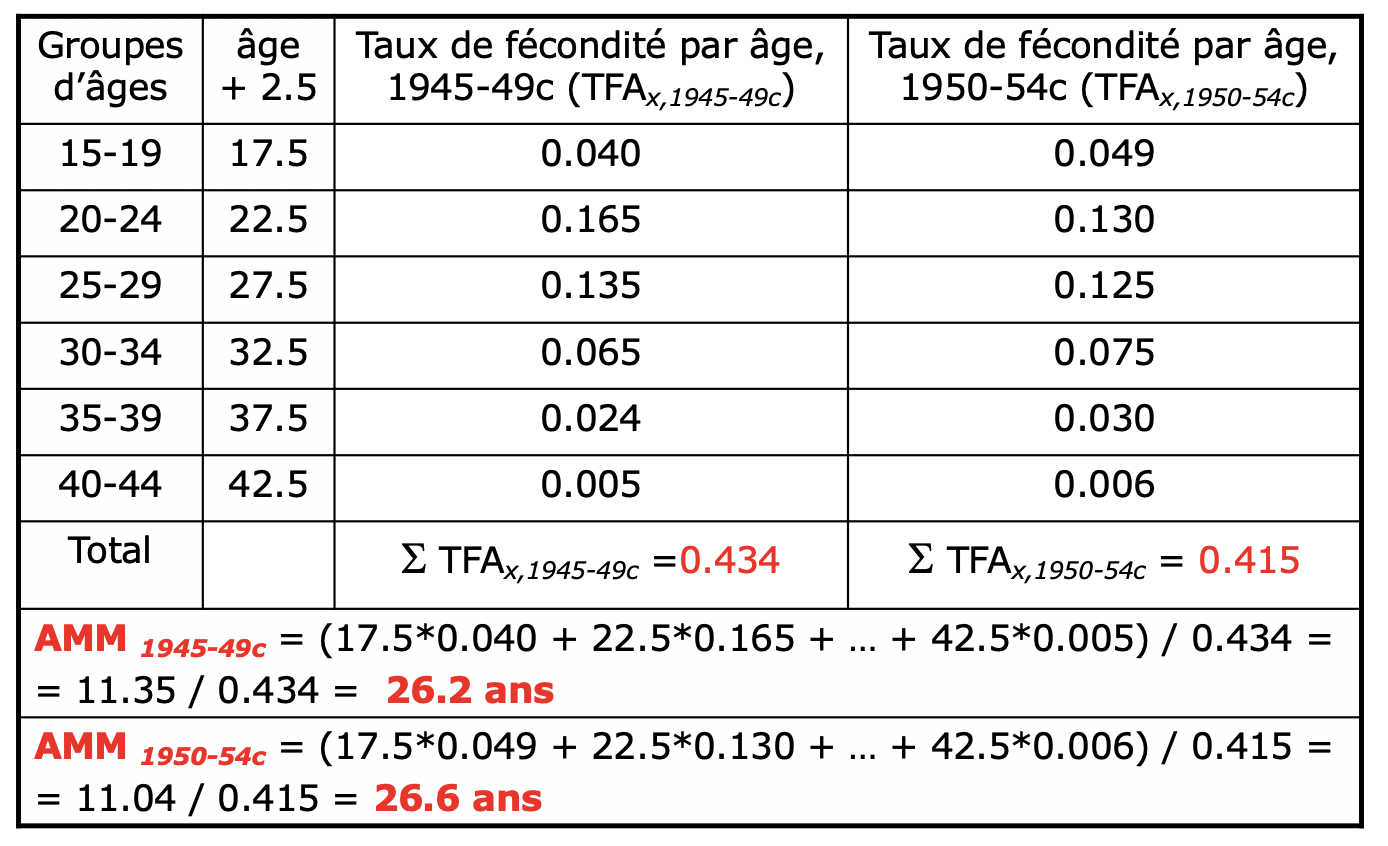 Groupes d’âges
âge + 2.5
Taux de fécondité par âge, 1945-49c (TFAx,1945-49c)
Taux de fécondité par âge, 1950-54c (TFAx,1950-54c)
15-19 17.5 0.040 0.049
20-24 22.5 0.165 0.130
25-29 27.5 0.135 0.125
30-34 32.5 0.065 0.075
35-39 37.5 0.024 0.030
40-44 42.5 0.005 0.006
Total Σ TFAx,1945-49c =0.434 Σ TFAx,1950-54c = 0.415
AMM 1945-49c = (17.5*0.040 + 22.5*0.165 + … + 42.5*0.005) / 0.434 =
= 11.35 / 0.434 = 26.2 ans
AMM 1950-54c = (17.5*0.049 + 22.5*0.130 + … + 42.5*0.006) / 0.415 =
= 11.04 / 0.415 = 26.6 ans